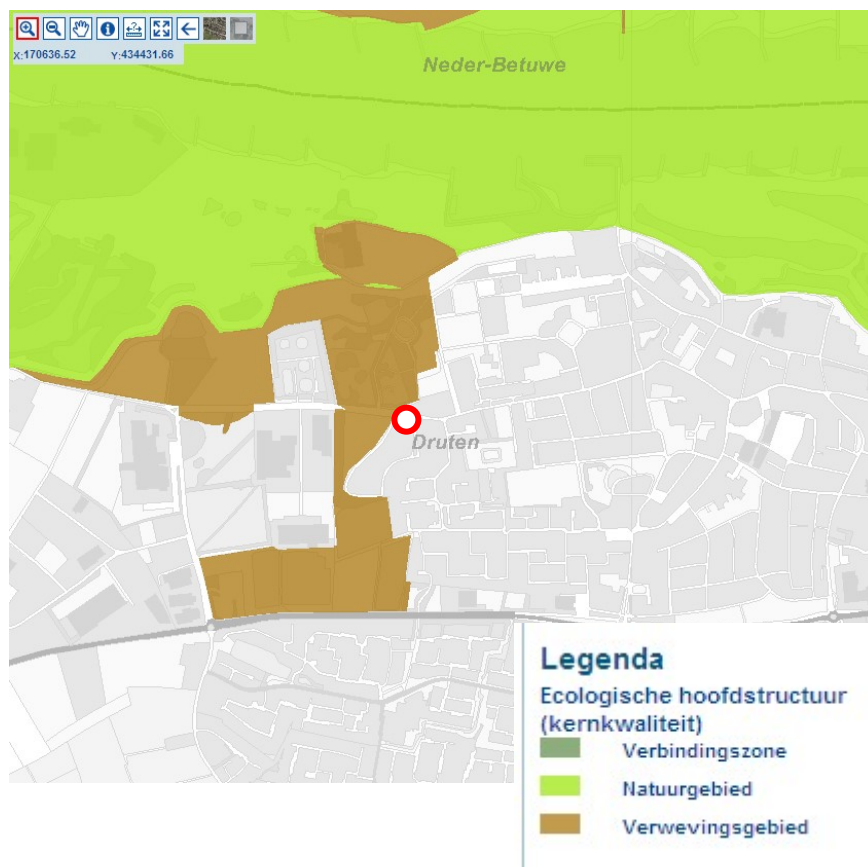 X:170636.52 Y:434431.66
Neder-Betuwe
Druten
Legenda
Ecologische hoofdstructuur
(kernkwaliteit)
Verbindingszone
Natuurgebied
Verwevingsgebied